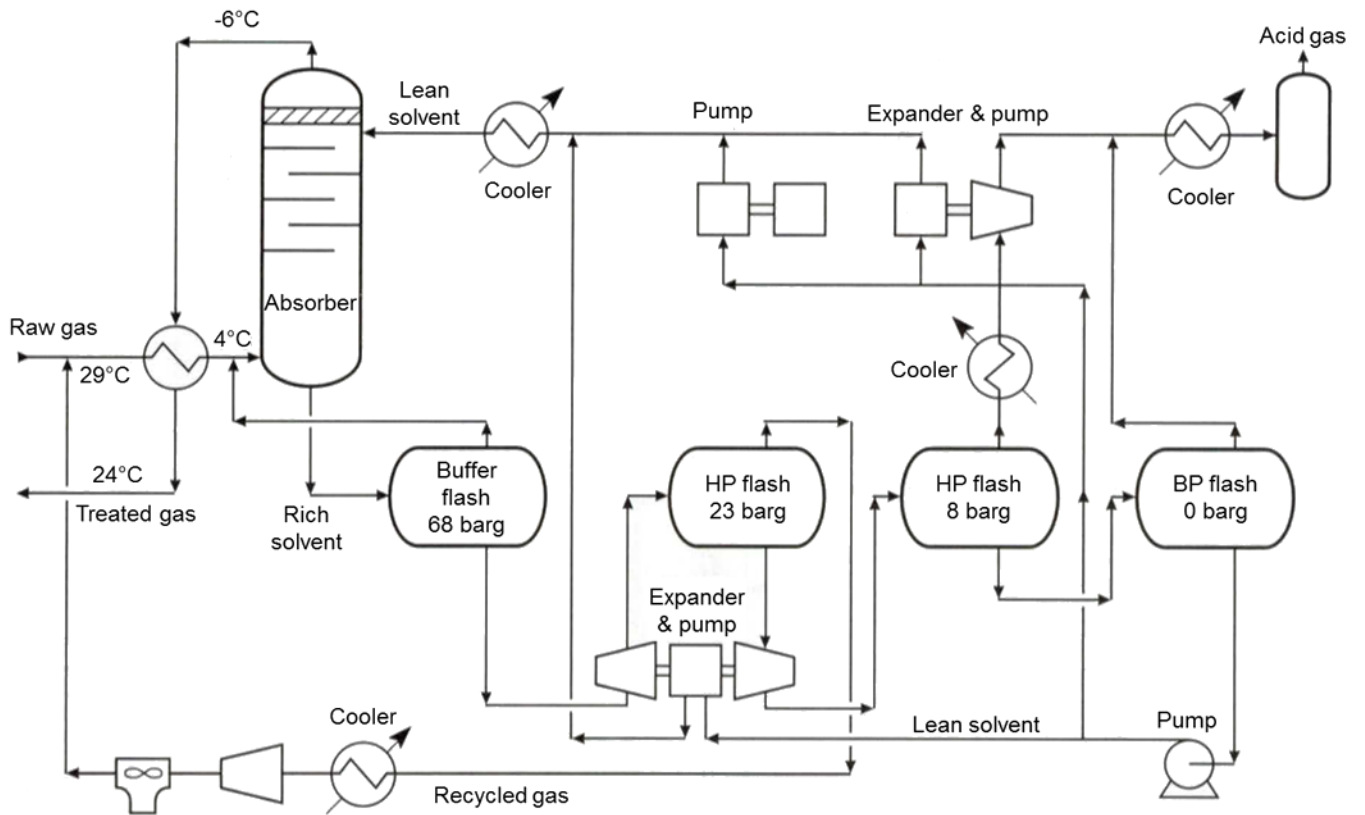 -6°C
Acid gas
Lean
solvent
Pump
Expander & pump
Cooler
Cooler
Absorber
Raw gas
4°C
29°C
Cooler
24°C
Treated gas
Rich
solvent
Buffer
flash
68 barg
HP flash
23 barg
HP flash
8 barg
BP flash
0 barg
Expander
& pump
Cooler
Lean solvent
Pump
Recycled gas